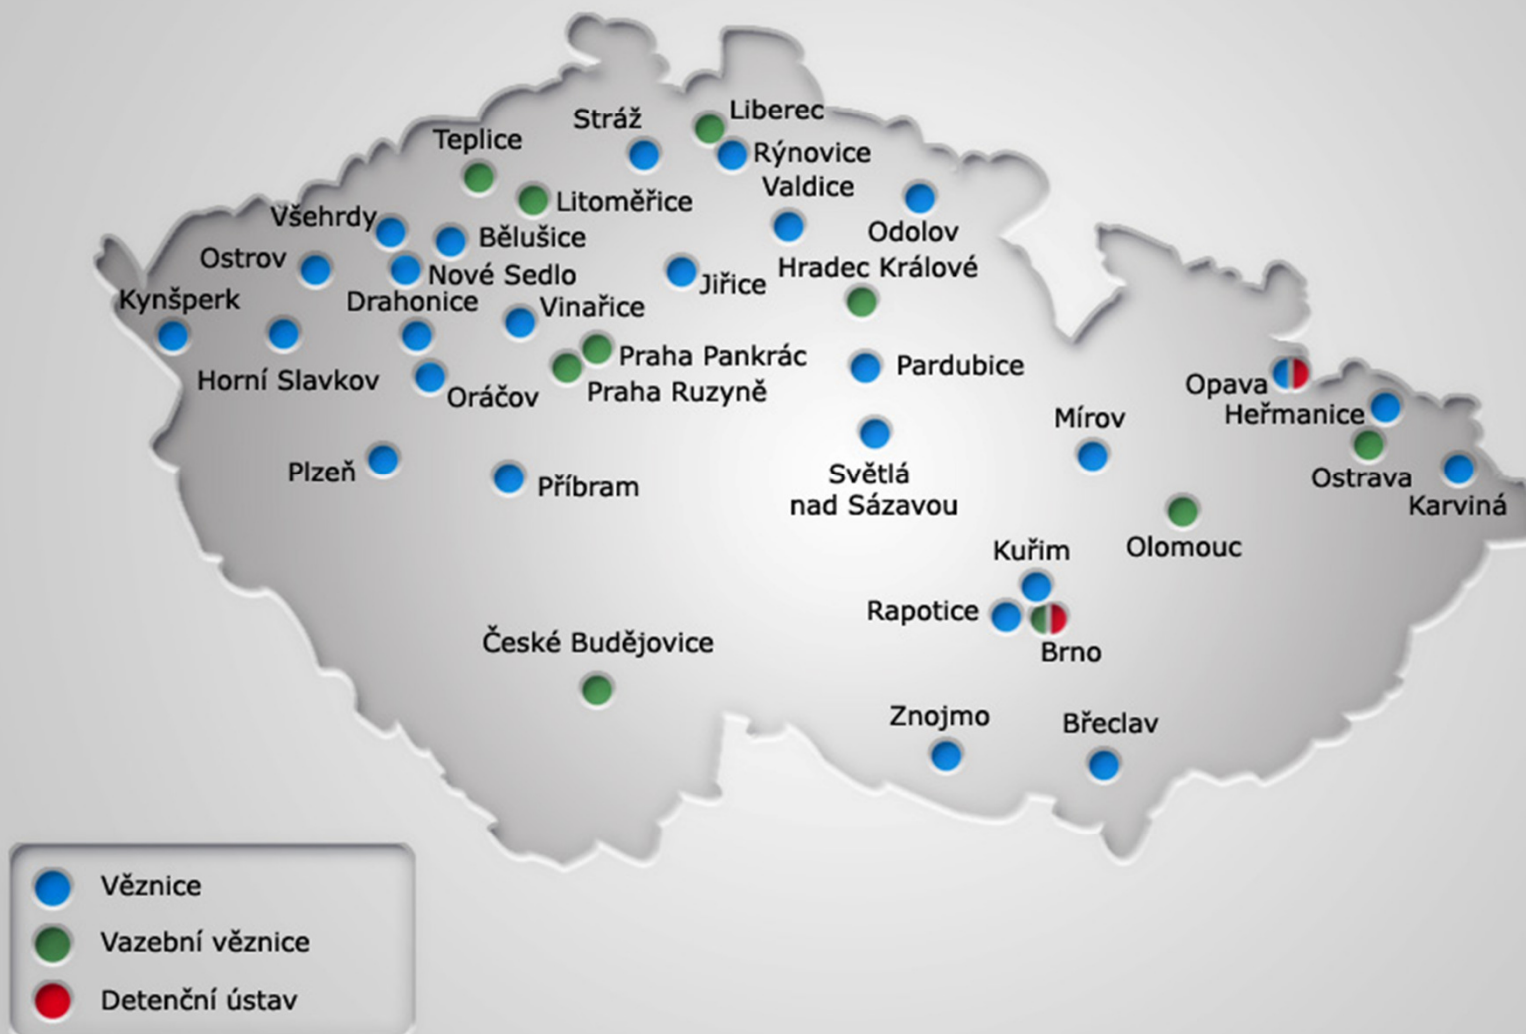 Liberec
Stráž
Teplice
Rýnovice
Valdice
Litoměřice
Všehrdy
Odolov
Bělušice
Ostrov
Hradec Králové
Nové Sedlo
Jiřice
Kynšperk
Drahonice
Vinařice
Praha Pankrác
Pardubice
Horní Slavkov
Opava
Praha Ruzyně
Oráčov
Heřmanice
Mírov
Plzeň
Světlá
nad Sázavou
Ostrava
Příbram
Karviná
Olomouc
Kuřim
Rapotice
České Budějovice
Brno
Znojmo
Břeclav
Věznice
Vazební věznice
Detenční ústav